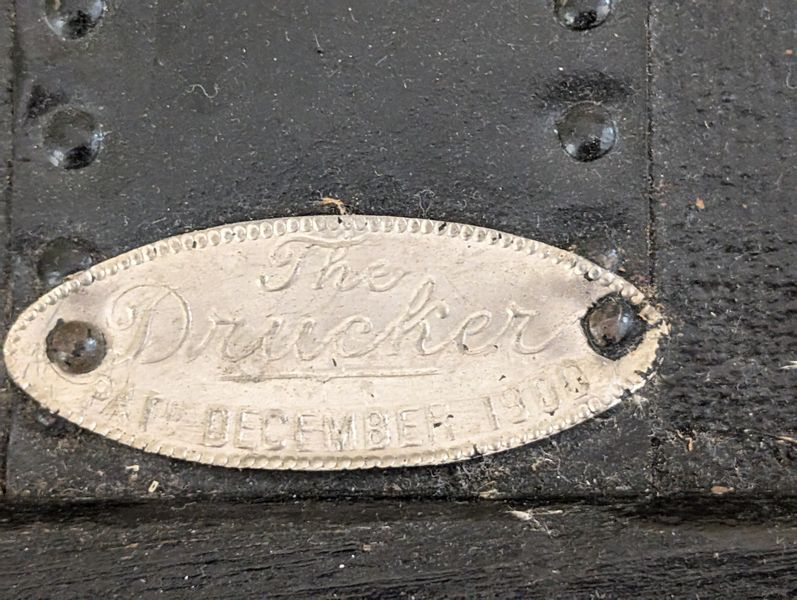 The
Drucker
PATD DECEMBER 1900